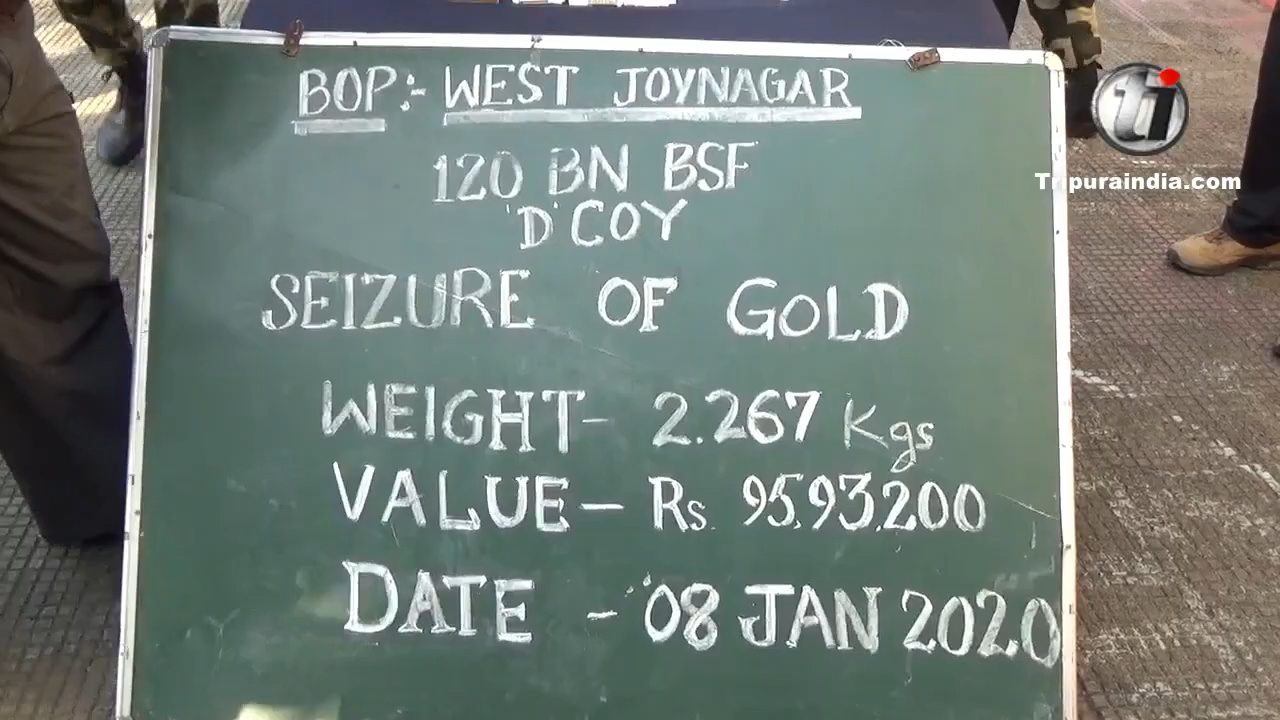 BOP:- WEST JOYNAGAR
120 BN BSF
'D' COY
SEIZURE OF GOLD
WEIGHT- 2.267 Kgs
VALUE – Rs. 95,93,200
DATE - 08 JAN 2020
ti
Tripuraindia.com